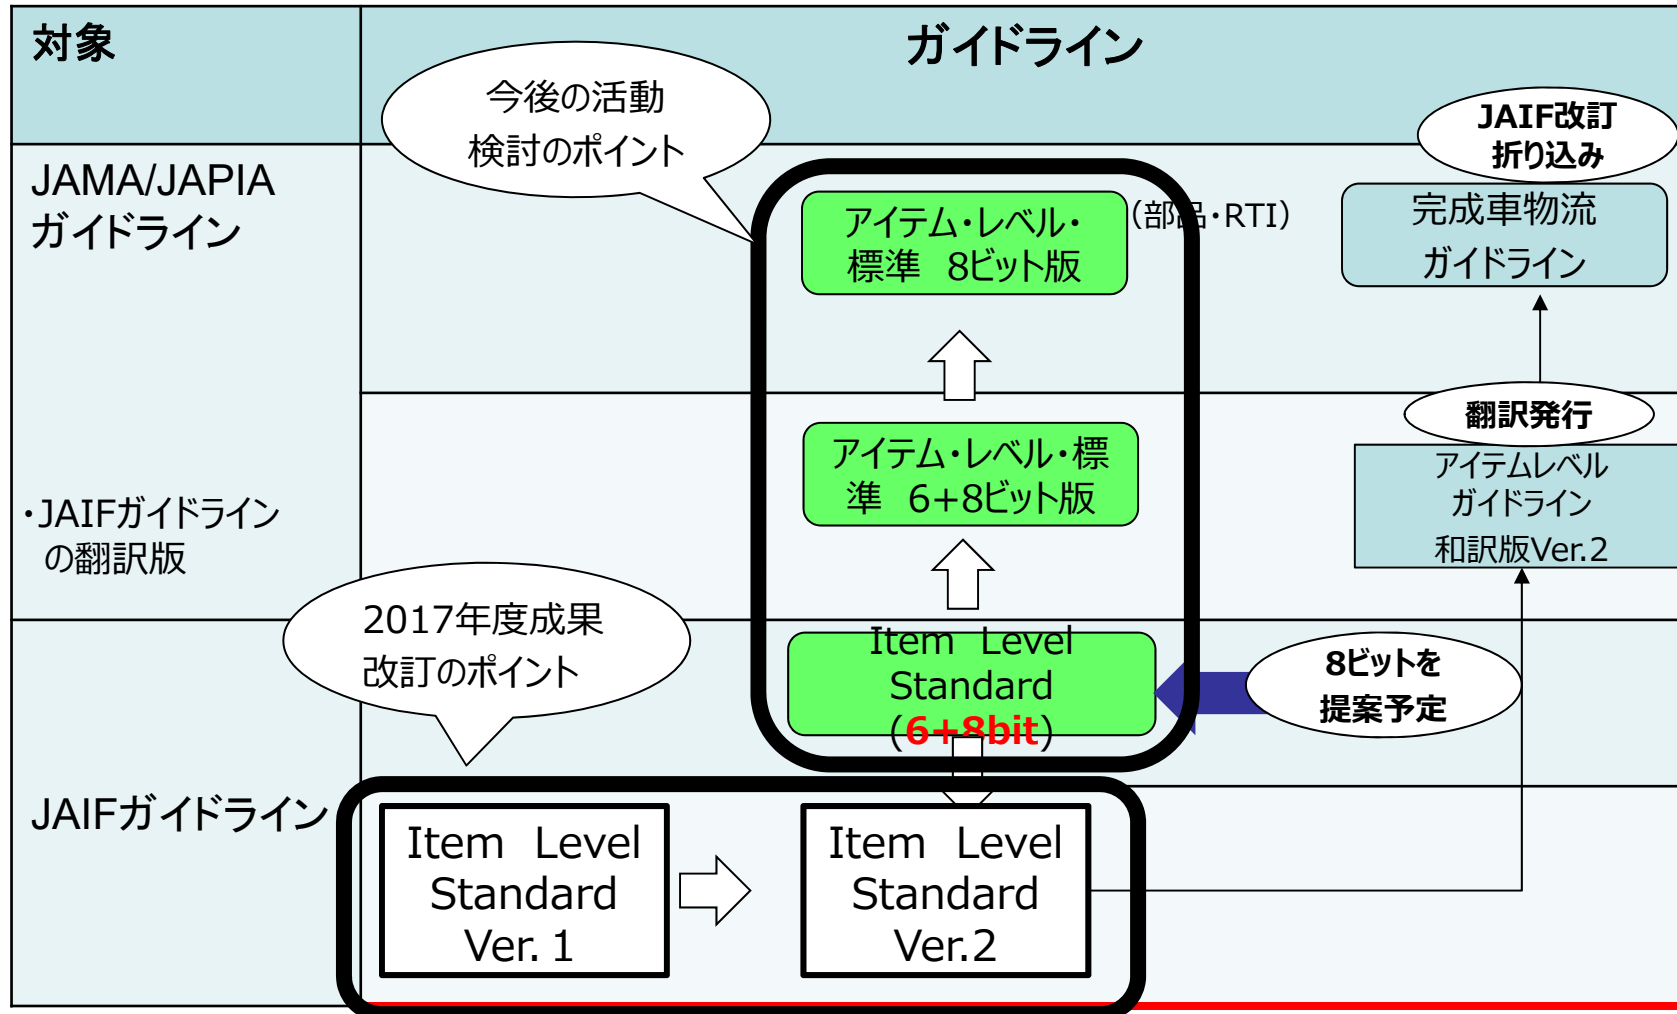 対象
ガイドライン
今後の活動
検討のポイント
JAIF改訂
折り込み
JAMA/JAPIA
ガイドライン
アイテム・レベル・
標準 8ビット版
（部品・RTI）
完成車物流
ガイドライン
翻訳発行
アイテム・レベル・標
準 6+8ビット版
アイテムレベル
ガイドライン
和訳版Ver.2
・JAIFガイドライン
の翻訳版
2017年度成果
改訂のポイント
Item Level
Standard
(6+8bit)
8ビットを
提案予定
JAIFガイドライン
Item Level
Standard
Ver. 1
Item Level
Standard
Ver.2